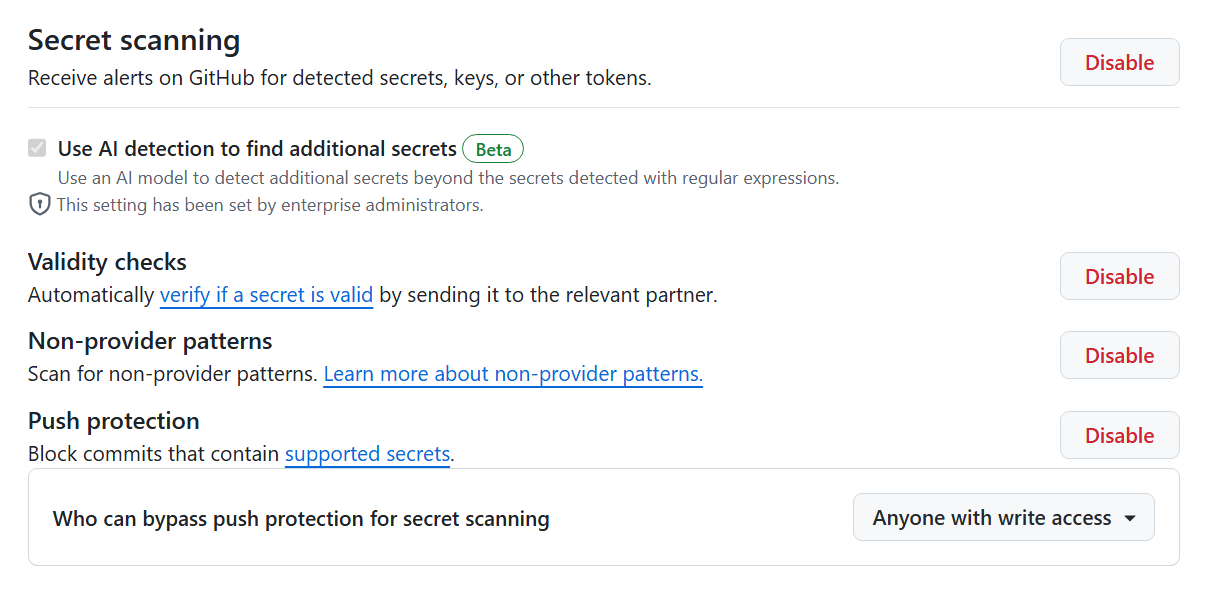 Secret scanning
Receive alerts on GitHub for detected secrets, keys, or other tokens.
Disable
Use AI detection to find additional secrets Beta
Use an AI model to detect additional secrets beyond the secrets detected with regular expressions.
This setting has been set by enterprise administrators.
Validity checks
Automatically verify if a secret is valid by sending it to the relevant partner.
Disable
Non-provider patterns
Scan for non-provider patterns. Learn more about non-provider patterns.
Disable
Push protection
Block commits that contain supported secrets.
Disable
Who can bypass push protection for secret scanning
Anyone with write access